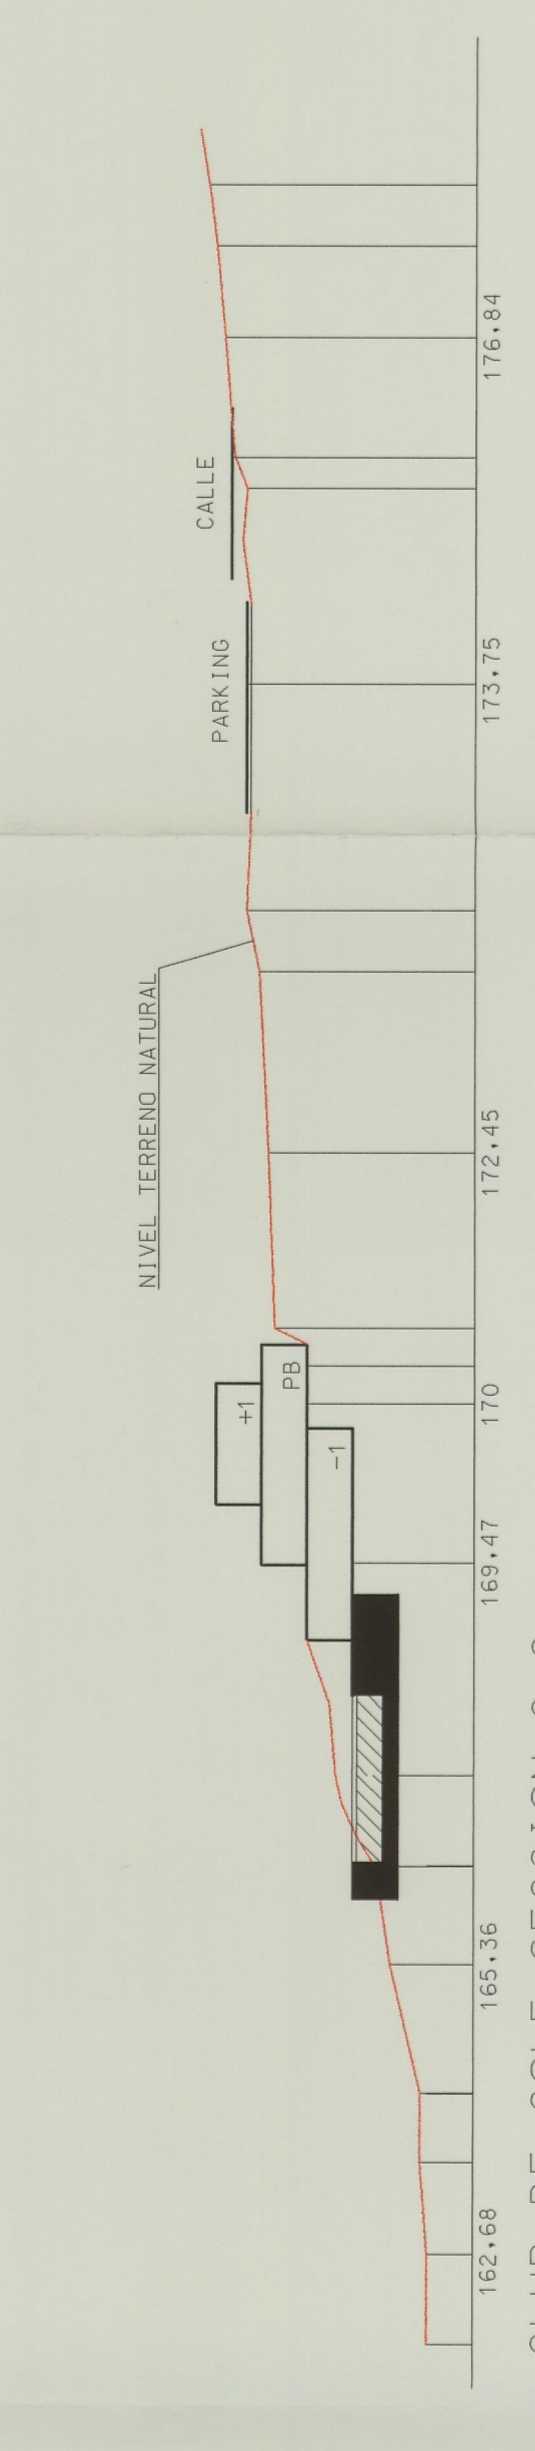 NIVEL TERRENO NATURAL
PARKING
CALLE
+1
PB
-1
162,68
165,36
169,47
170
172,45
173,75
176,84